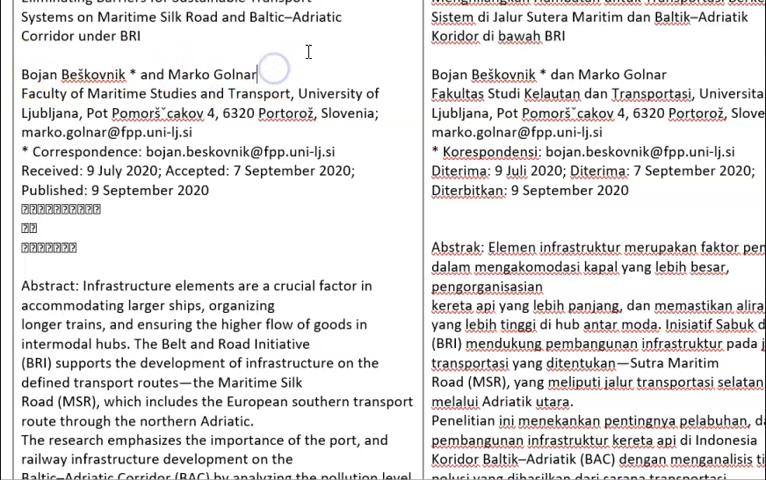 Eliminating Barriers for Sustainable Transport
Systems on Maritime Silk Road and Baltic–Adriatic
Corridor under BRI
Bojan Beškovnik * and Marko Golnar
Faculty of Maritime Studies and Transport, University of
Ljubljana, Pot Pomoršˇcakov 4, 6320 Portorož, Slovenia;
marko.golnar@fpp.uni-lj.si
* Correspondence: bojan.beskovnik@fpp.uni-lj.si
Received: 9 July 2020; Accepted: 7 September 2020;
Published: 9 September 2020
Abstract: Infrastructure elements are a crucial factor in
accommodating larger ships, organizing
longer trains, and ensuring the higher flow of goods in
intermodal hubs. The Belt and Road Initiative
(BRI) supports the development of infrastructure on the
defined transport routes—the Maritime Silk
Road (MSR), which includes the European southern transport
route through the northern Adriatic.
The research emphasizes the importance of the port, and
railway infrastructure development on the
Baltic–Adriatic Corridor (BAC) by analyzing the pollution level
Sistem di Jalur Sutera Maritim dan Baltik–Adriatik
Koridor di bawah BRI
Bojan Beškovnik * dan Marko Golnar
Fakultas Studi Kelautan dan Transportasi, Universita
Ljubljana, Pot Pomoršˇcakov 4, 6320 Portorož, Slove
marko.golnar@fpp.uni-lj.si
* Korespondensi: bojan.beskovnik@fpp.uni-lj.si
Diterima: 9 Juli 2020; Diterima: 7 September 2020;
Diterbitkan: 9 September 2020
Abstrak: Elemen infrastruktur merupakan faktor pen
dalam mengakomodasi kapal yang lebih besar,
pengorganisasian
kereta api yang lebih panjang, dan memastikan alira
yang lebih tinggi di hub antar moda. Inisiatif Sabuk d
(BRI) mendukung pembangunan infrastruktur pada j
transportasi yang ditentukan—Sutra Maritim
Road (MSR), yang meliputi jalur transportasi selatan
melalui Adriatik utara.
Penelitian ini menekankan pentingnya pelabuhan, da
pembangunan infrastruktur kereta api di Indonesia
Koridor Baltik–Adriatik (BAC) dengan menganalisis ti